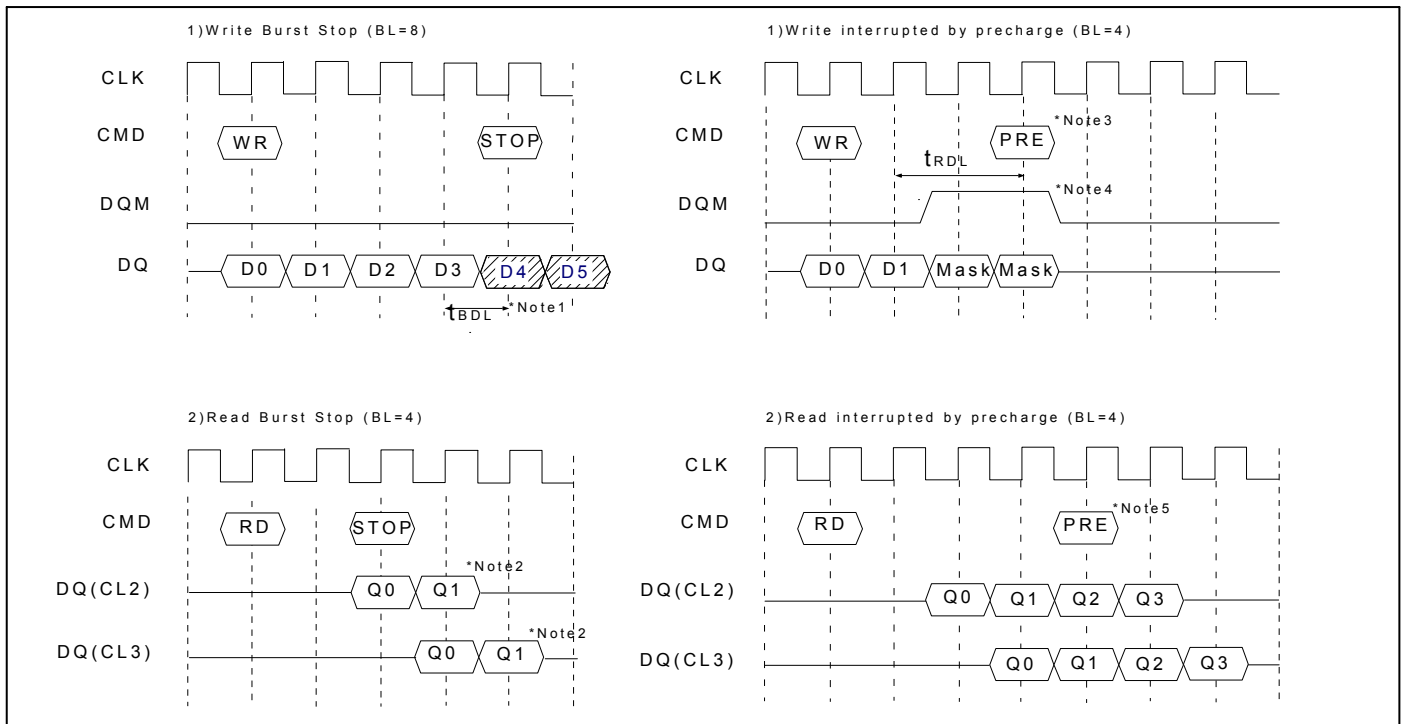 1)Write Burst Stop (BL=8)
CLK
CMD
WR
STOP
DQM
DQ
D0
D1
D2
D3
D4
D5
tBDL
*Note1
1)Write interrupted by precharge (BL=4)
CLK
CMD
WR
PRE
*Note3
tRDL
DQM
*Note4
DQ
D0
D1
Mask
Mask
2)Read Burst Stop (BL=4)
CLK
CMD
RD
STOP
DQ(CL2)
Q0
Q1
*Note2
DQ(CL3)
Q0
Q1
*Note2
2)Read interrupted by precharge (BL=4)
CLK
CMD
RD
PRE
*Note5
DQ(CL2)
Q0
Q1
Q2
Q3
DQ(CL3)
Q0
Q1
Q2
Q3